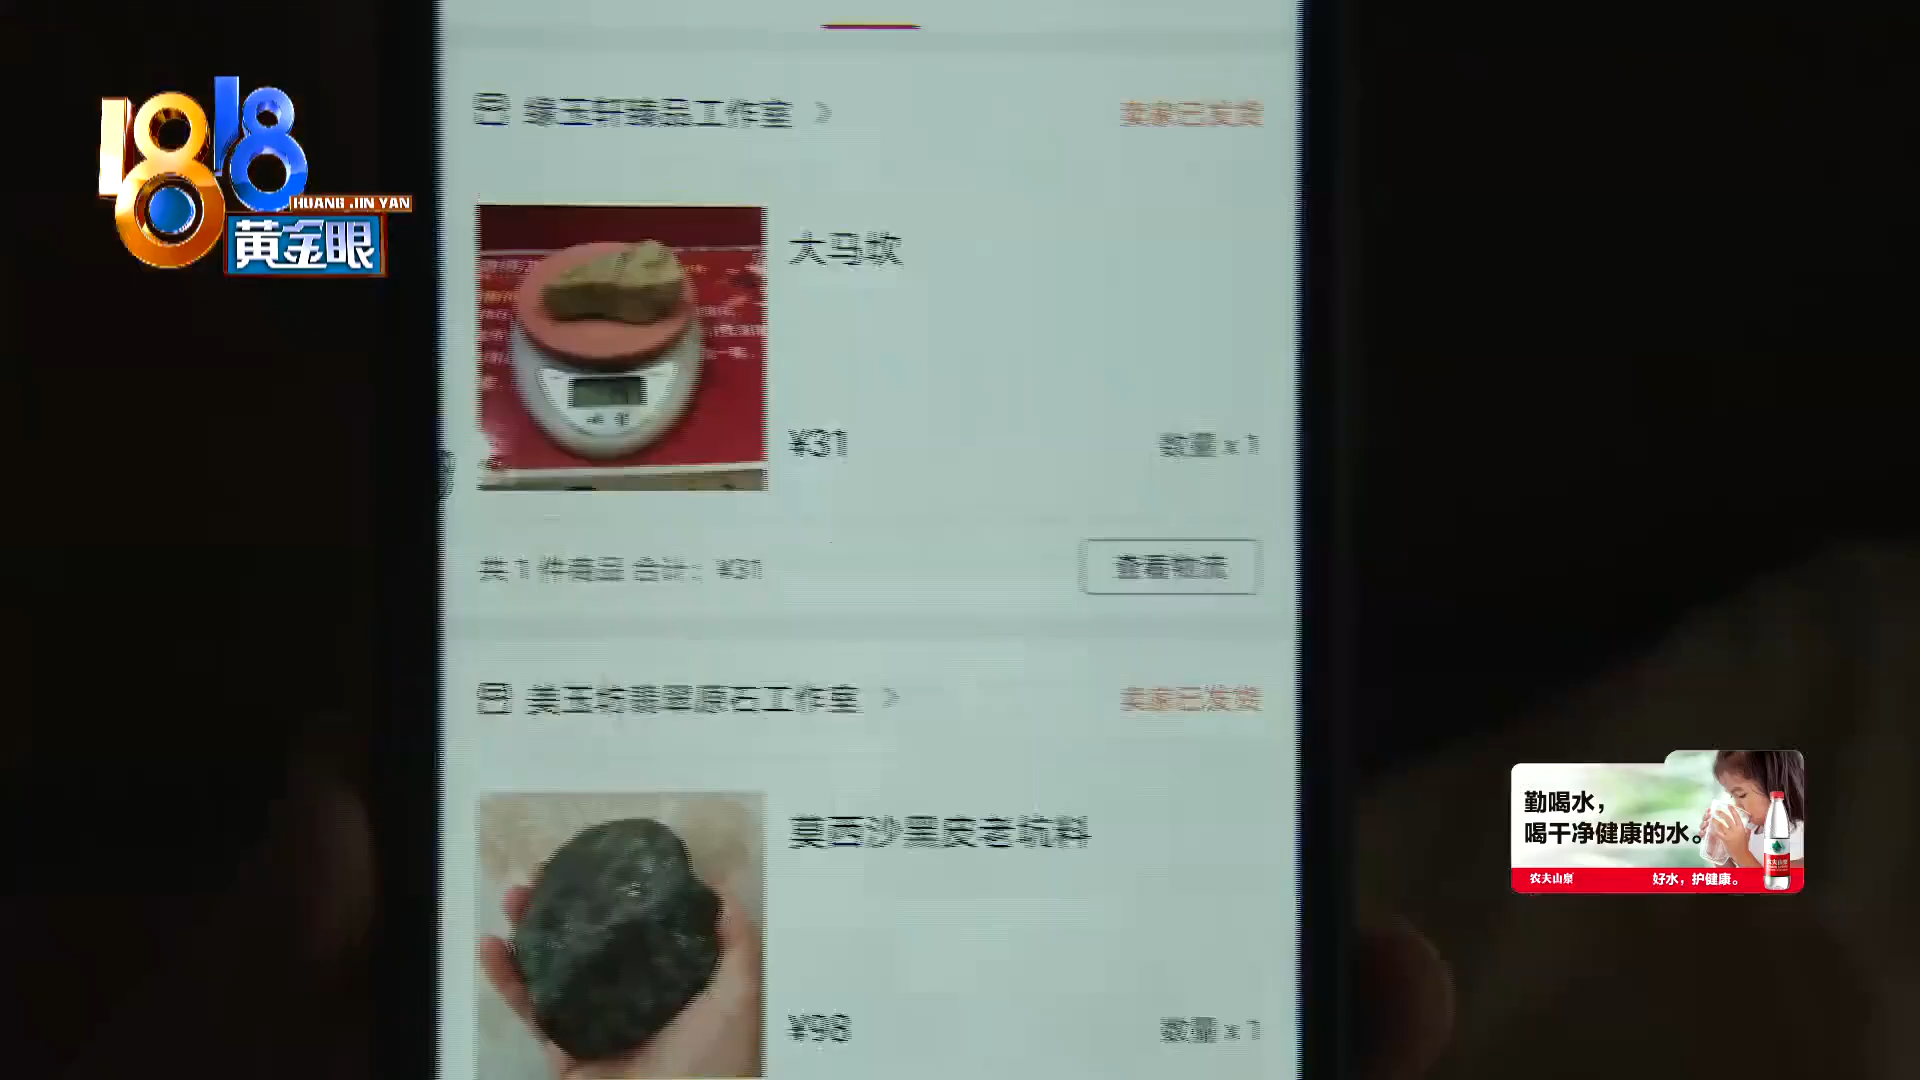 1818
HUANG JIN YAN
黄金眼
缘玉轩臻品工作室
卖家已发货
大马坎
¥31
数量 x 1
共 1 件商品 合计：¥31
查看物流
美玉坊翡翠原石工作室
卖家已发货
莫西沙黑皮老坑料
¥98
数量 x 1
勤喝水，
喝干净健康的水。
农夫山泉
好水，护健康。